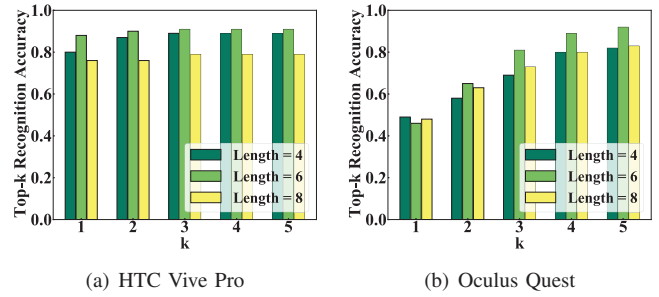 Top-k Recognition Accuracy
1.0
0.8
0.6
0.4
0.2
0.0
Length = 4
Length = 6
Length = 8
1 2 3 4 5
k
(a) HTC Vive Pro
Top-k Recognition Accuracy
1.0
0.8
0.6
0.4
0.2
0.0
Length = 4
Length = 6
Length = 8
1 2 3 4 5
k
(b) Oculus Quest